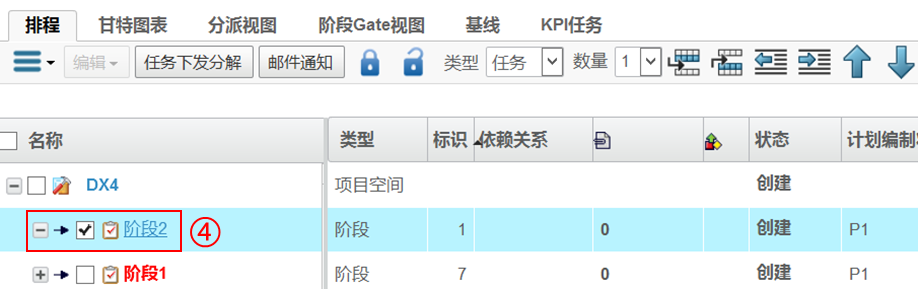 排程 甘特图表 分派视图 阶段Gate视图 基线 KPI任务
编辑 任务下发分解 邮件通知 类型 任务 数量 1
名称 类型 标识 依赖关系 状态 计划编制
DX4 项目空间 创建
阶段2 ④ 阶段 1 0 创建 P1
阶段1 阶段 7 0 创建 P1